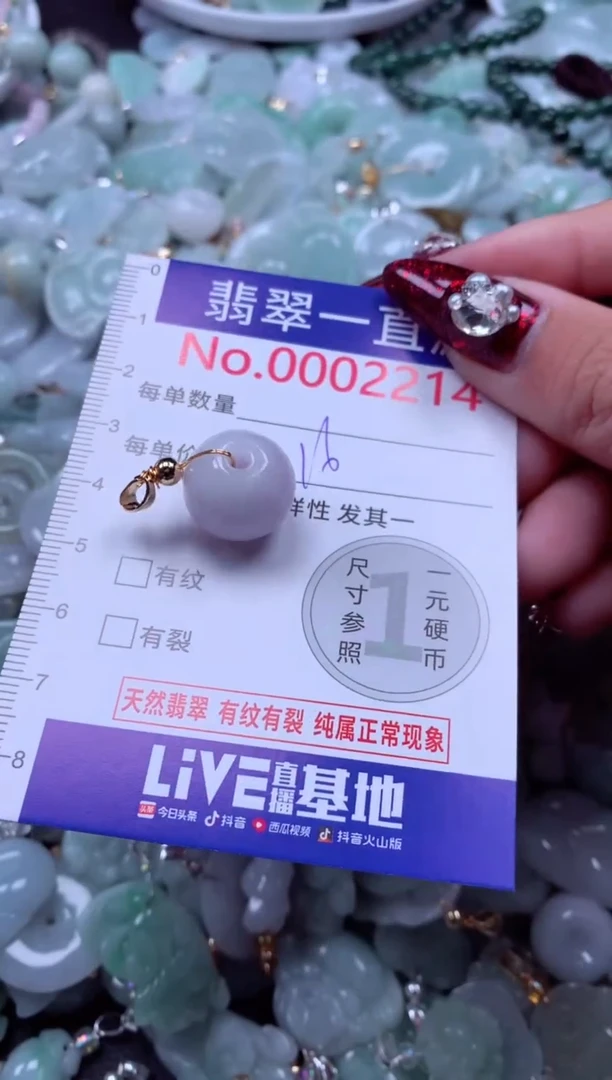 0
1
2
3
4
5
6
7
8
翡翠一直
No.0002214
每单数量
每单价
样性 发其一
有纹
有裂
1
尺寸参照
一元硬币
天然翡翠 有纹有裂 纯属正常现象
LiVE直播基地
头条 今日头条 抖音 西瓜视频 抖音火山版